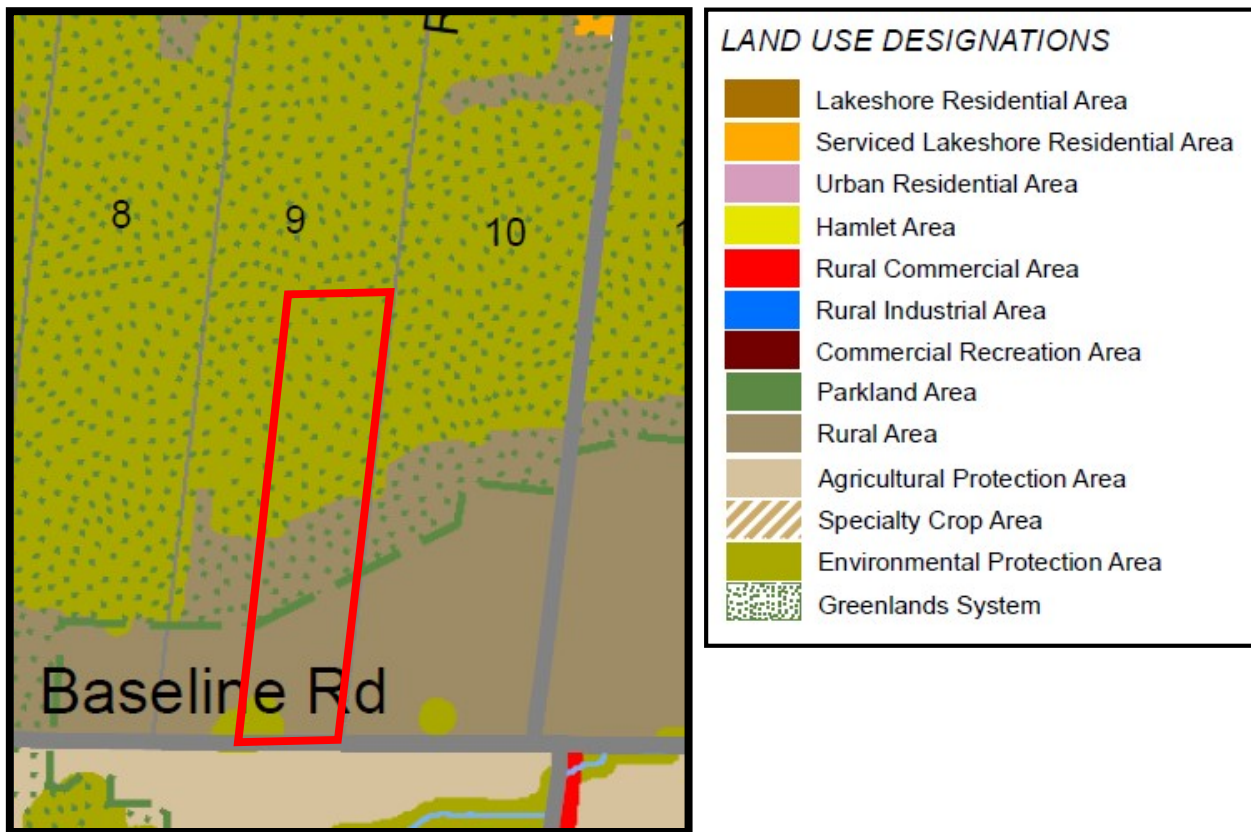 8
9
10
Baseline Rd
LAND USE DESIGNATIONS
Lakeshore Residential Area
Serviced Lakeshore Residential Area
Urban Residential Area
Hamlet Area
Rural Commercial Area
Rural Industrial Area
Commercial Recreation Area
Parkland Area
Rural Area
Agricultural Protection Area
Specialty Crop Area
Environmental Protection Area
Greenlands System